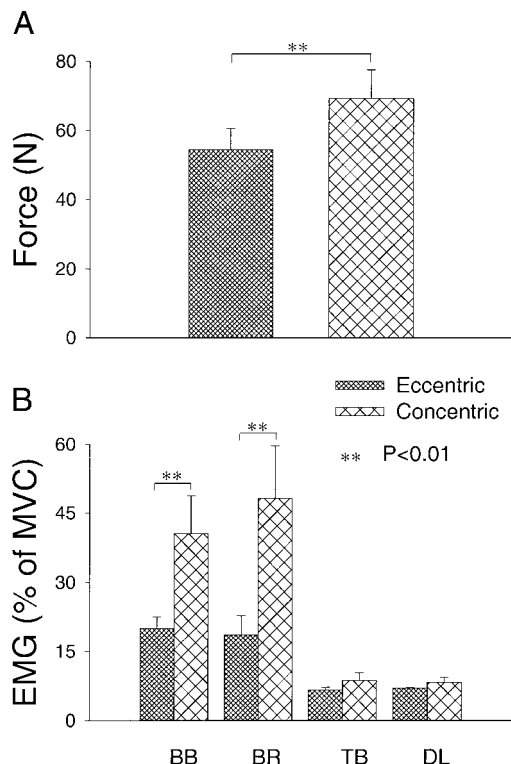 A
**
80
60
40
20
0
Force (N)
Eccentric
Concentric
** P<0.01
B
60
45
30
15
0
EMG (% of MVC)
** **
BB BR TB DL